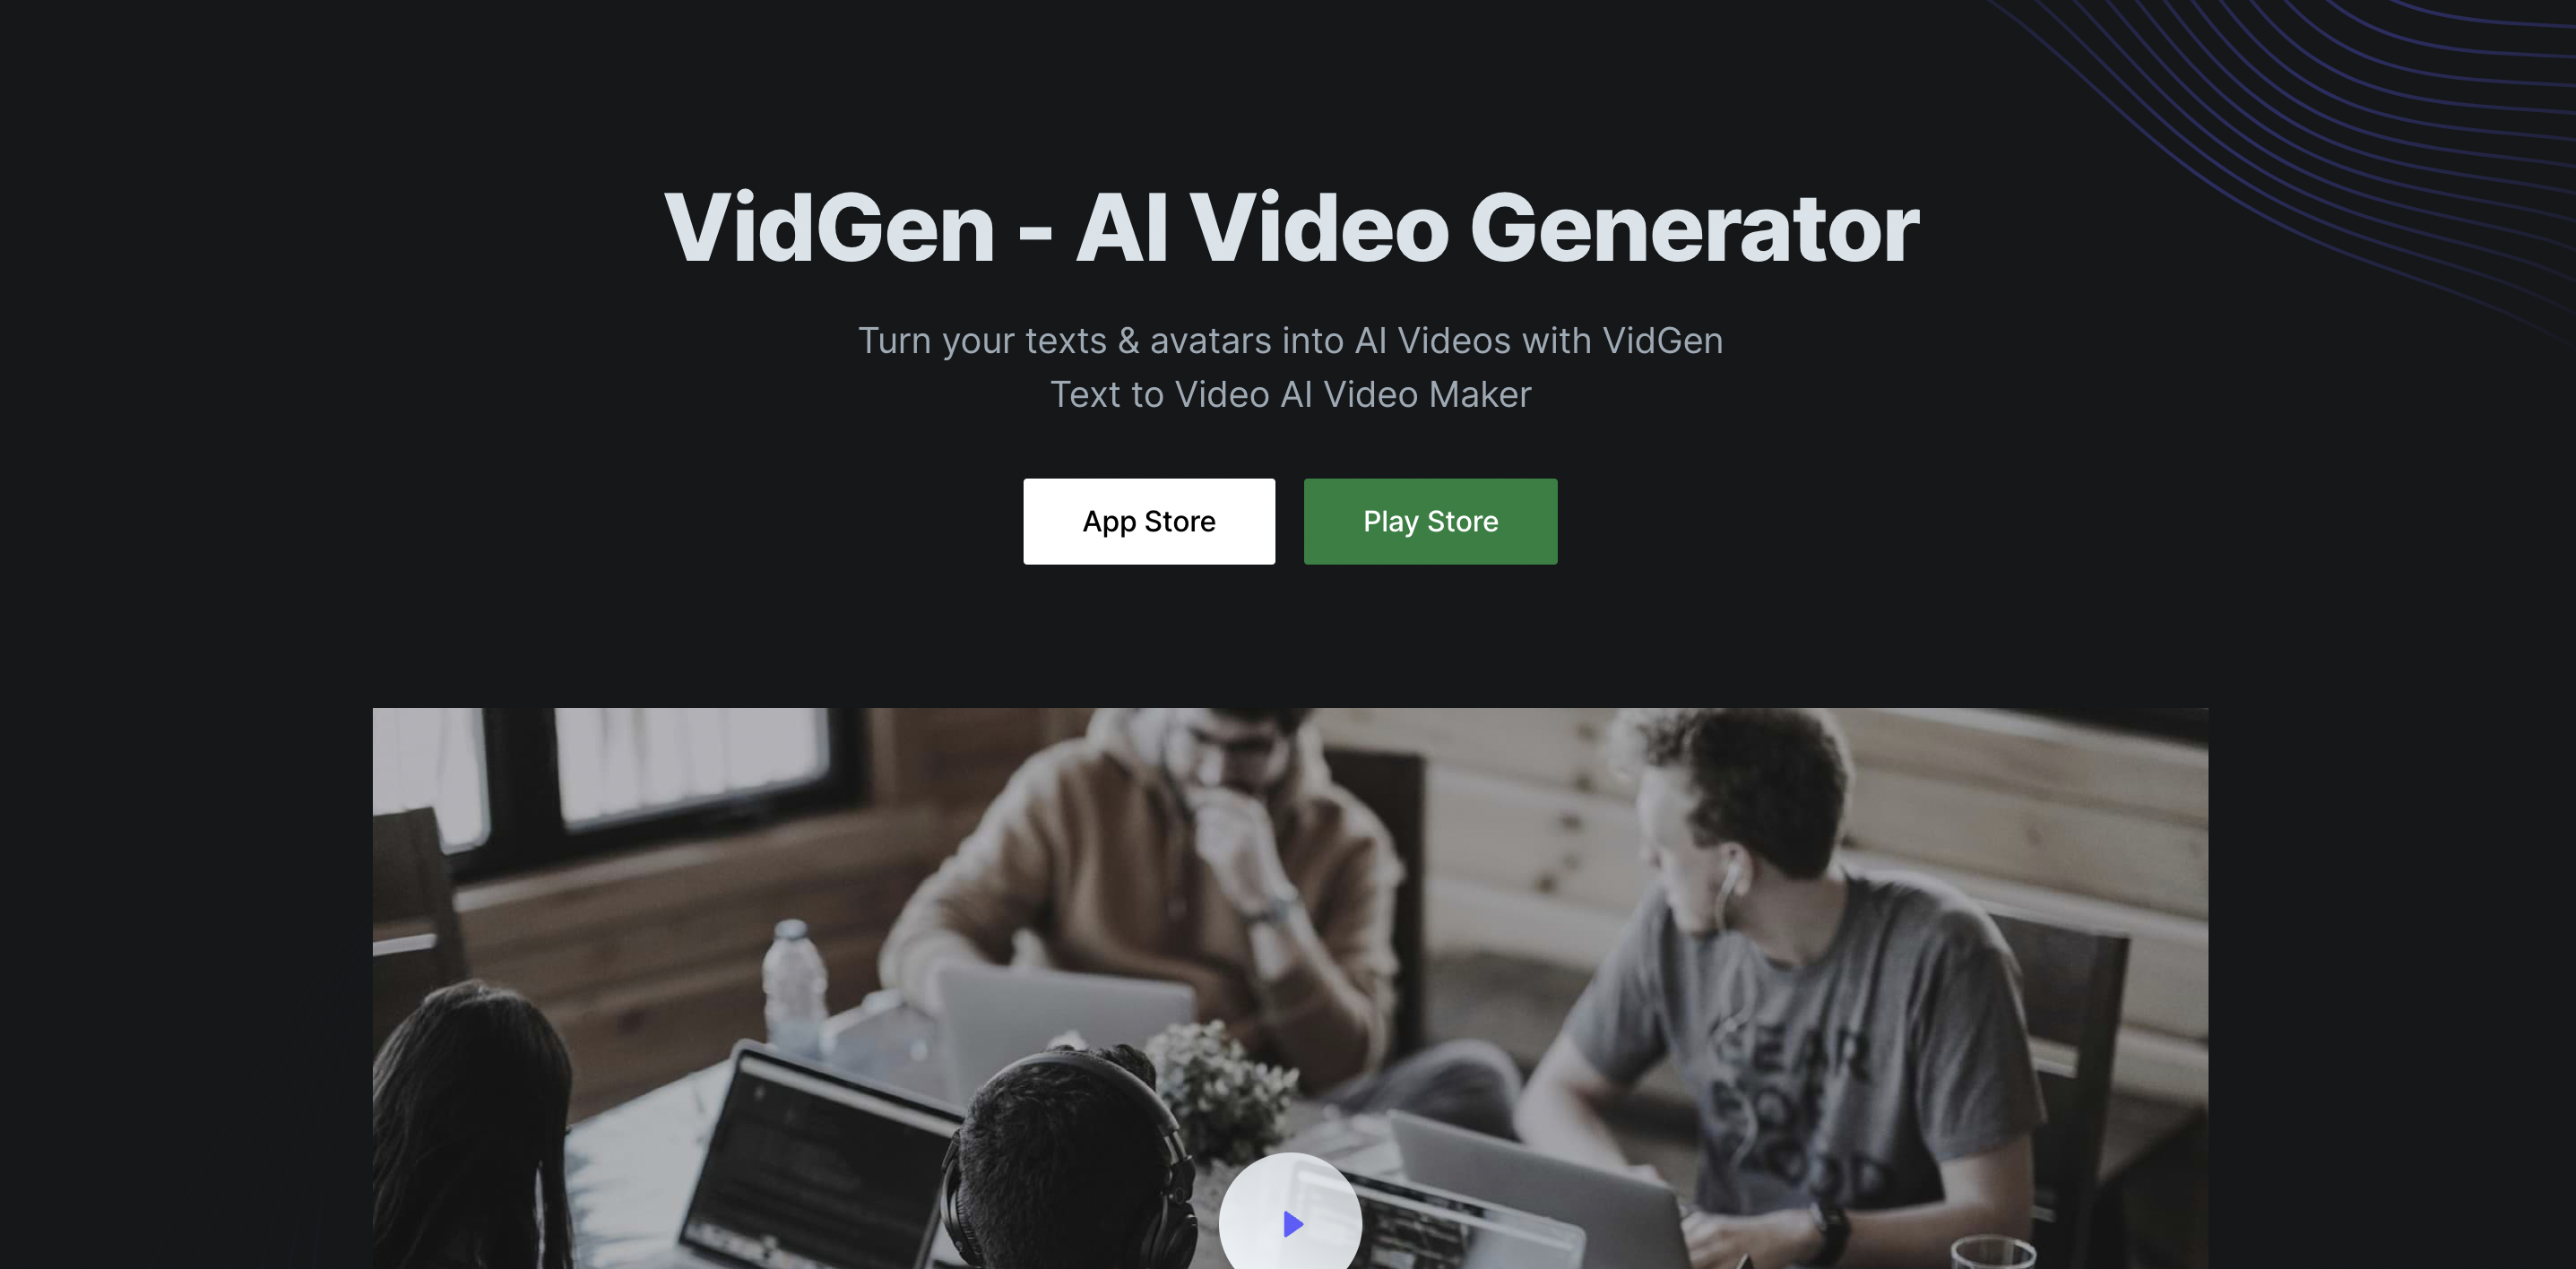 VidGen - AI Video Generator
Turn your texts & avatars into AI Videos with VidGen
Text to Video AI Video Maker
App Store
Play Store